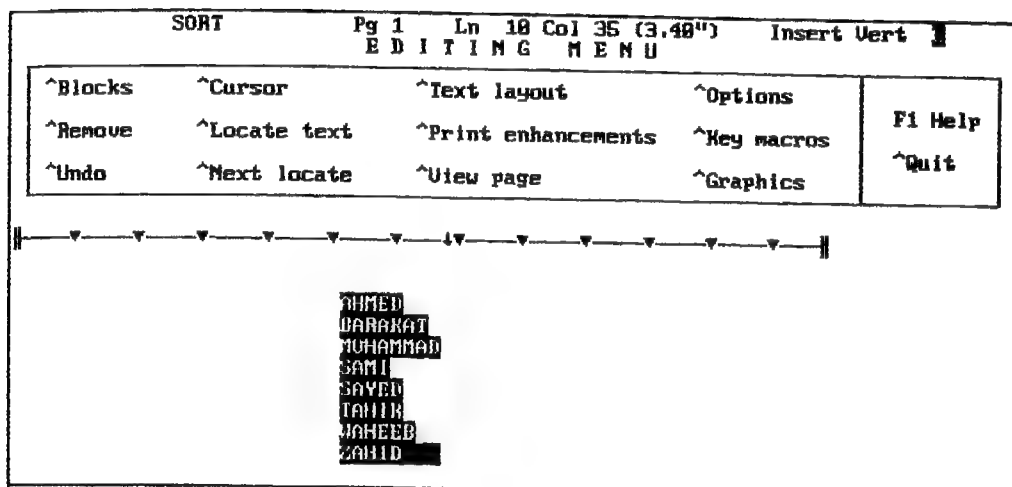 SORT Pg 1 Ln 10 Col 35 (3.40") Insert Vert
E D I T I N G M E N U
^Blocks ^Cursor ^Text layout ^Options
F1 Help
^Remove ^Locate text ^Print enhancements ^Key macros
^Quit
^Undo ^Next locate ^View page ^Graphics
AHMED
BARAKAT
MUHAMMAD
SAMI
SAYED
TAHIR
WAHEEB
ZAHID